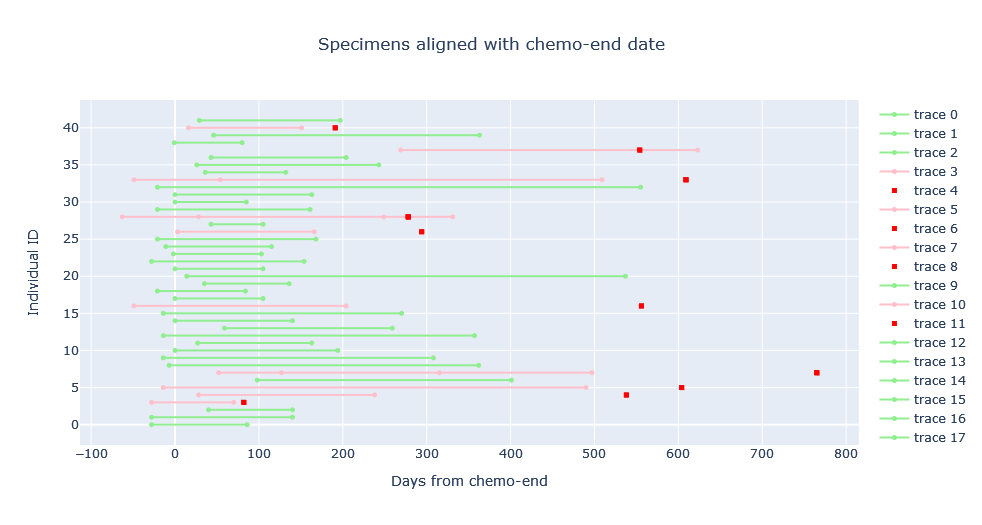 Specimens aligned with chemo-end date
Individual ID
40
35
30
25
20
15
10
5
0
−100 0 100 200 300 400 500 600 700 800
Days from chemo-end
trace 0
trace 1
trace 2
trace 3
trace 4
trace 5
trace 6
trace 7
trace 8
trace 9
trace 10
trace 11
trace 12
trace 13
trace 14
trace 15
trace 16
trace 17